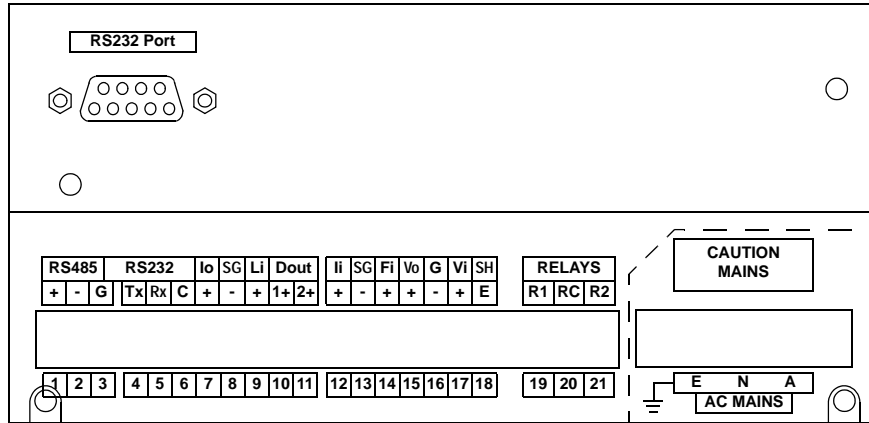 RS232 Port
CAUTION
MAINS
RS485 RS232 Io SG Li Dout Ii SG Fi Vo G Vi SH RELAYS
+ - G Tx Rx C + - + 1+ 2+ + - + + - + E R1 RC R2
1 2 3 4 5 6 7 8 9 10 11 12 13 14 15 16 17 18 19 20 21
E N A
AC MAINS